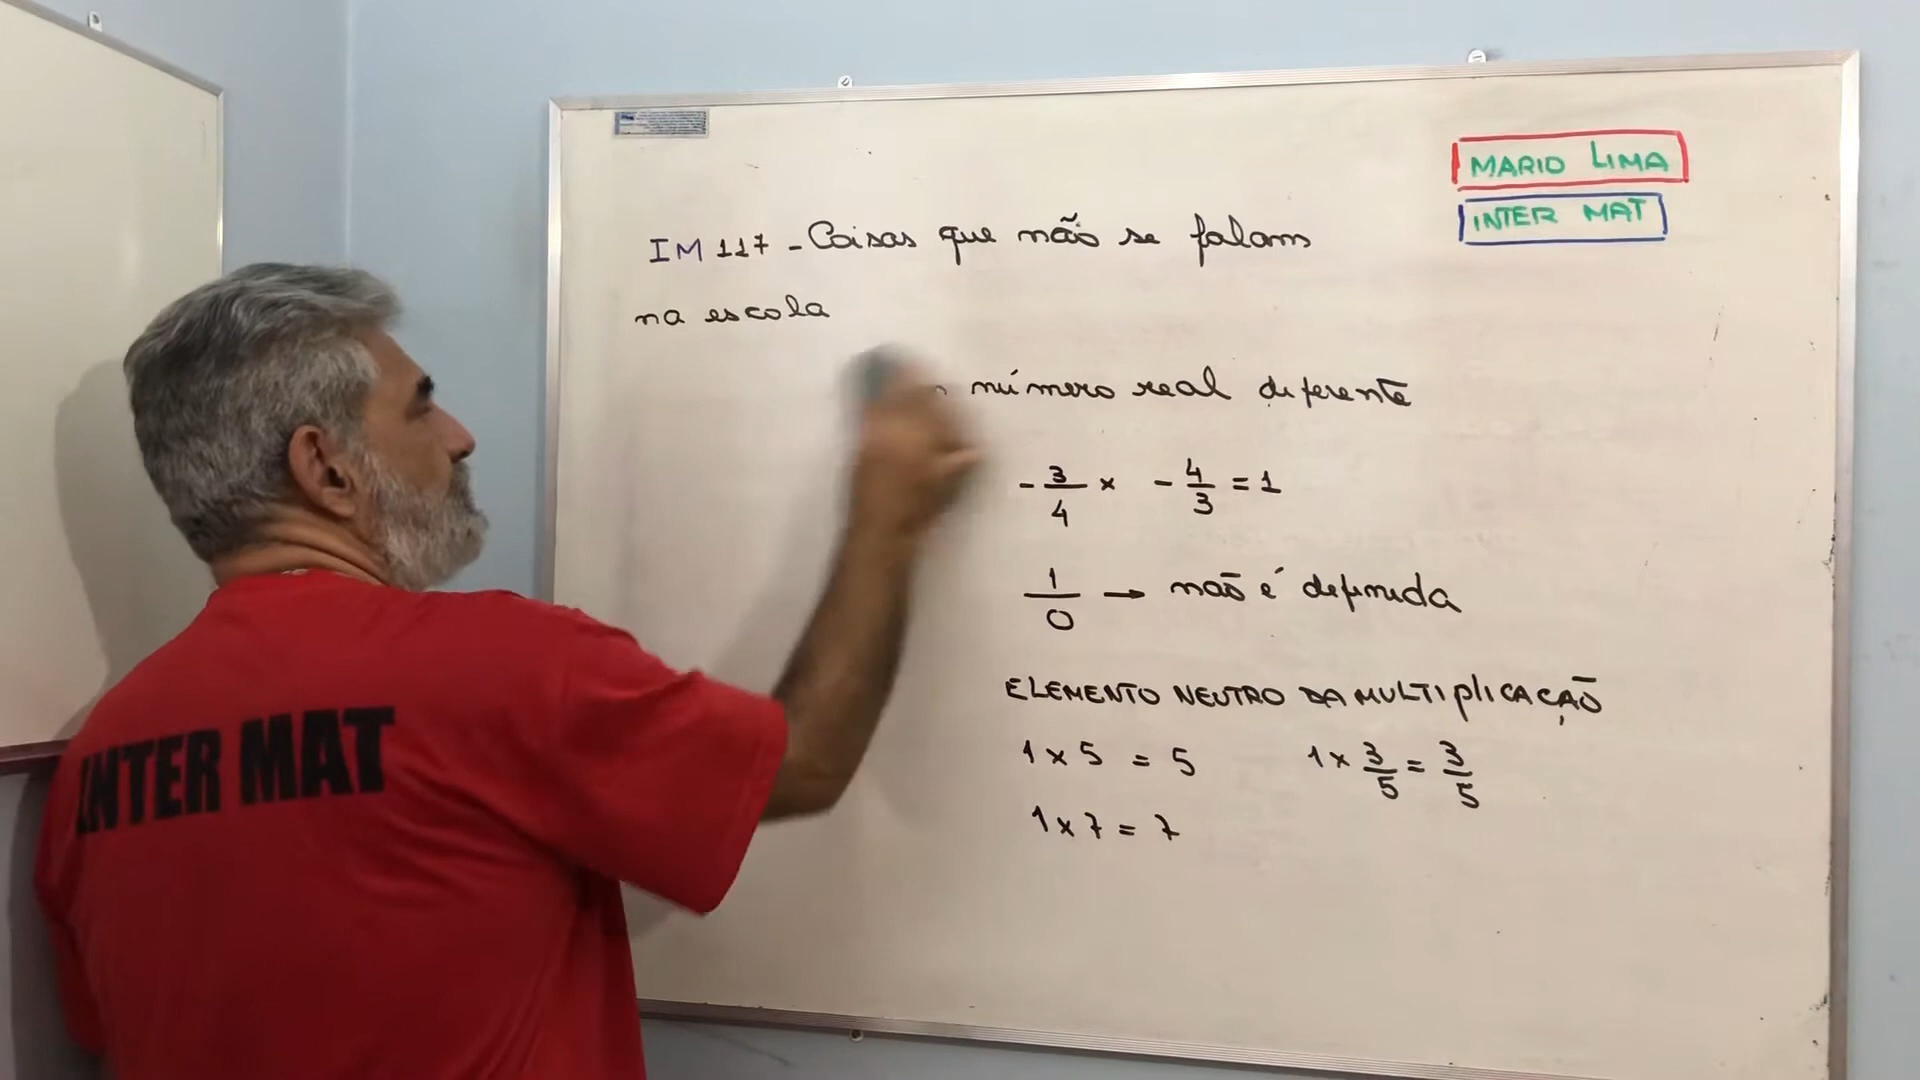 MARIO LIMA
INTER MAT
IM 117 - Coisas que não se falam
na escola
número real diferente
- 3/4 x - 4/3 = 1
1/0 → não é definida
ELEMENTO NEUTRO DA MULTIPLICAÇÃO
1 x 5 = 5 1 x 3/5 = 3/5
1 x 7 = 7
INTER MAT